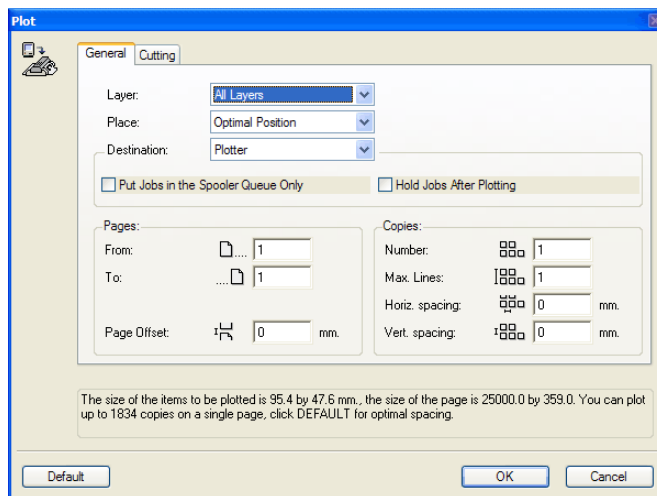 Plot
General Cutting
Layer: All Layers
Place: Optimal Position
Destination: Plotter
Put Jobs in the Spooler Queue Only Hold Jobs After Plotting
Pages: Copies:
From: 1 Number: 1
To: 1 Max. Lines: 1
Horiz. spacing: 0 mm.
Page Offset: 0 mm. Vert. spacing: 0 mm.
The size of the items to be plotted is 95.4 by 47.6 mm., the size of the page is 25000.0 by 359.0. You can plot
up to 1834 copies on a single page, click DEFAULT for optimal spacing.
Default OK Cancel